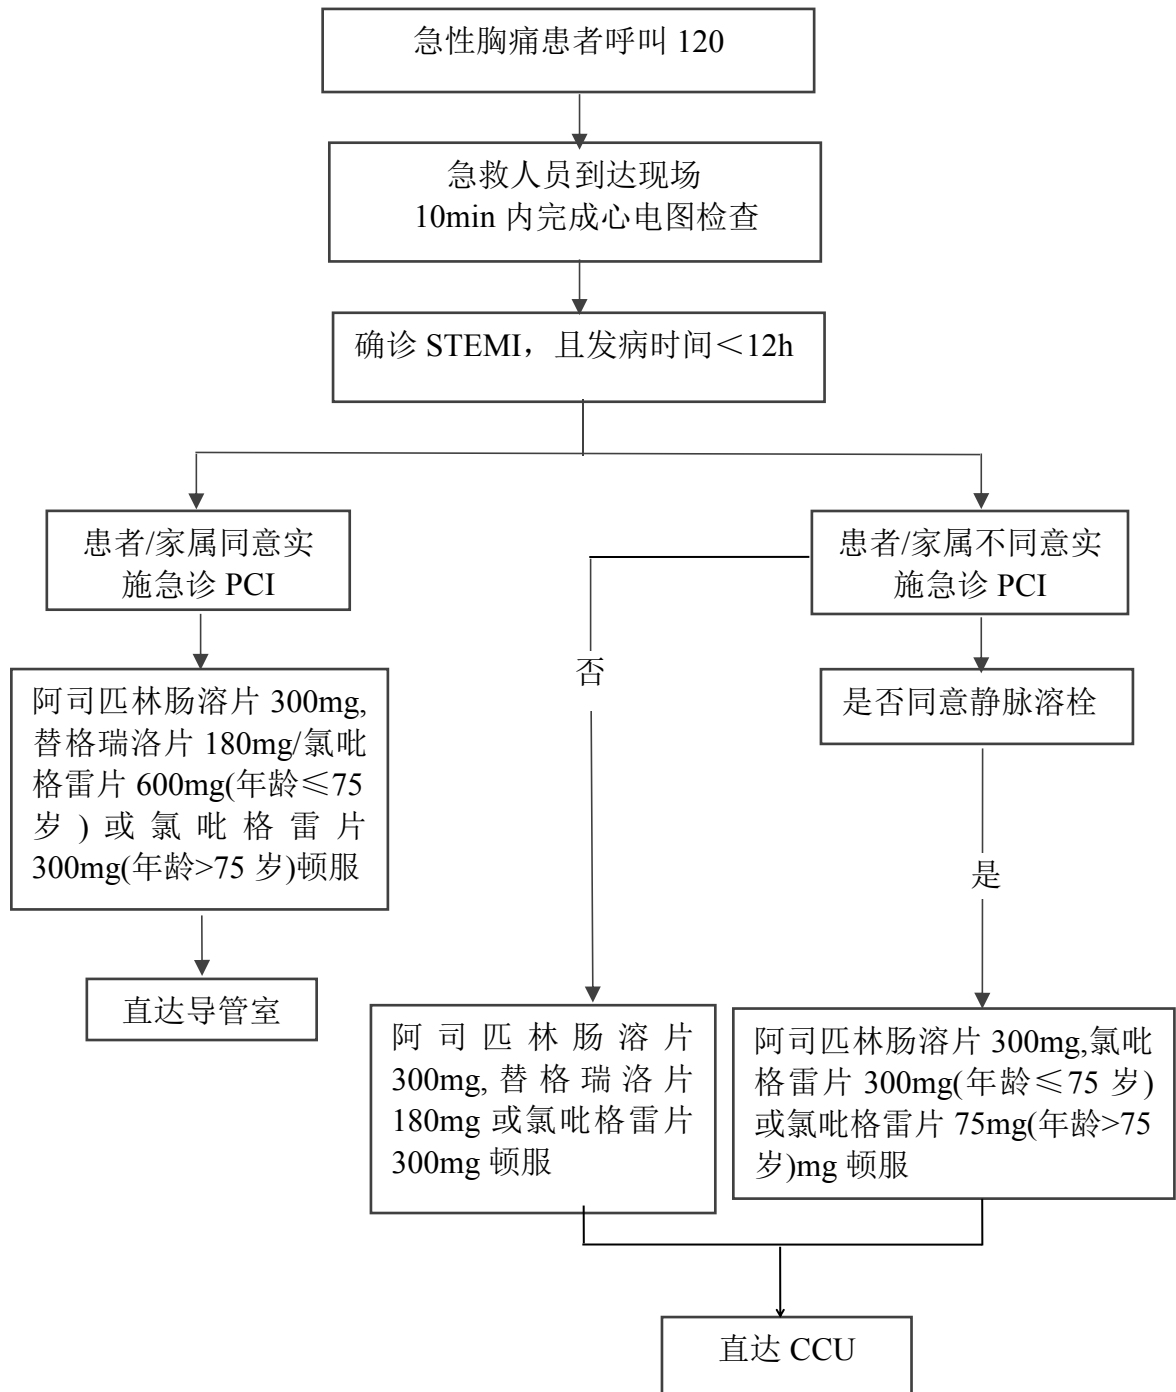 急性胸痛患者呼叫 120
急救人员到达现场
10min 内完成心电图检查
确诊 STEMI，且发病时间＜12h
患者/家属同意实
施急诊 PCI
患者/家属不同意实
施急诊 PCI
否
是否同意静脉溶栓
阿司匹林肠溶片 300mg,
替格瑞洛片 180mg/氯吡
格雷片 600mg(年龄≤75
岁)或氯吡格雷片
300mg(年龄>75 岁)顿服
是
直达导管室
阿司匹林肠溶片
300mg,替格瑞洛片
180mg 或氯吡格雷片
300mg 顿服
阿司匹林肠溶片 300mg,氯吡
格雷片 300mg(年龄≤75 岁)
或氯吡格雷片 75mg(年龄>75
岁)mg 顿服
直达 CCU